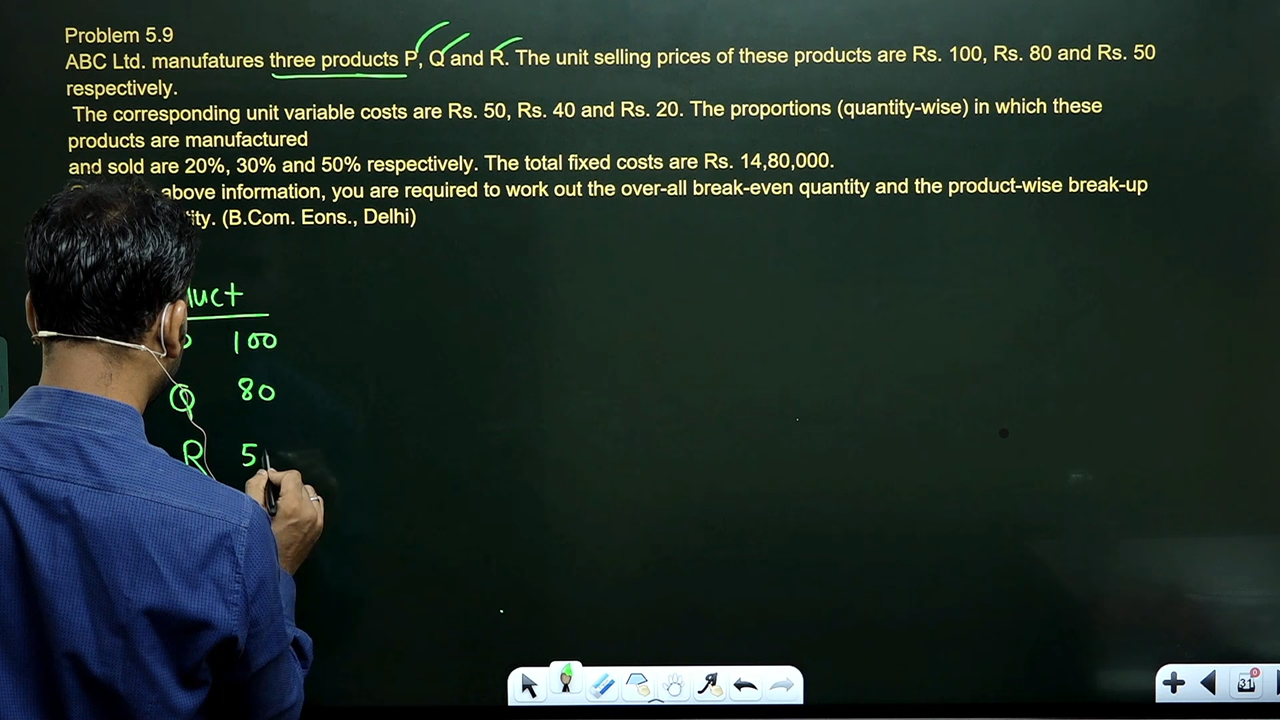 Problem 5.9
ABC Ltd. manufatures three products P, Q and R. The unit selling prices of these products are Rs. 100, Rs. 80 and Rs. 50
respectively.
The corresponding unit variable costs are Rs. 50, Rs. 40 and Rs. 20. The proportions (quantity-wise) in which these
products are manufactured
and sold are 20%, 30% and 50% respectively. The total fixed costs are Rs. 14,80,000.
above information, you are required to work out the over-all break-even quantity and the product-wise break-up
(B.Com. Eons., Delhi)
100
Q 80
R 5
31